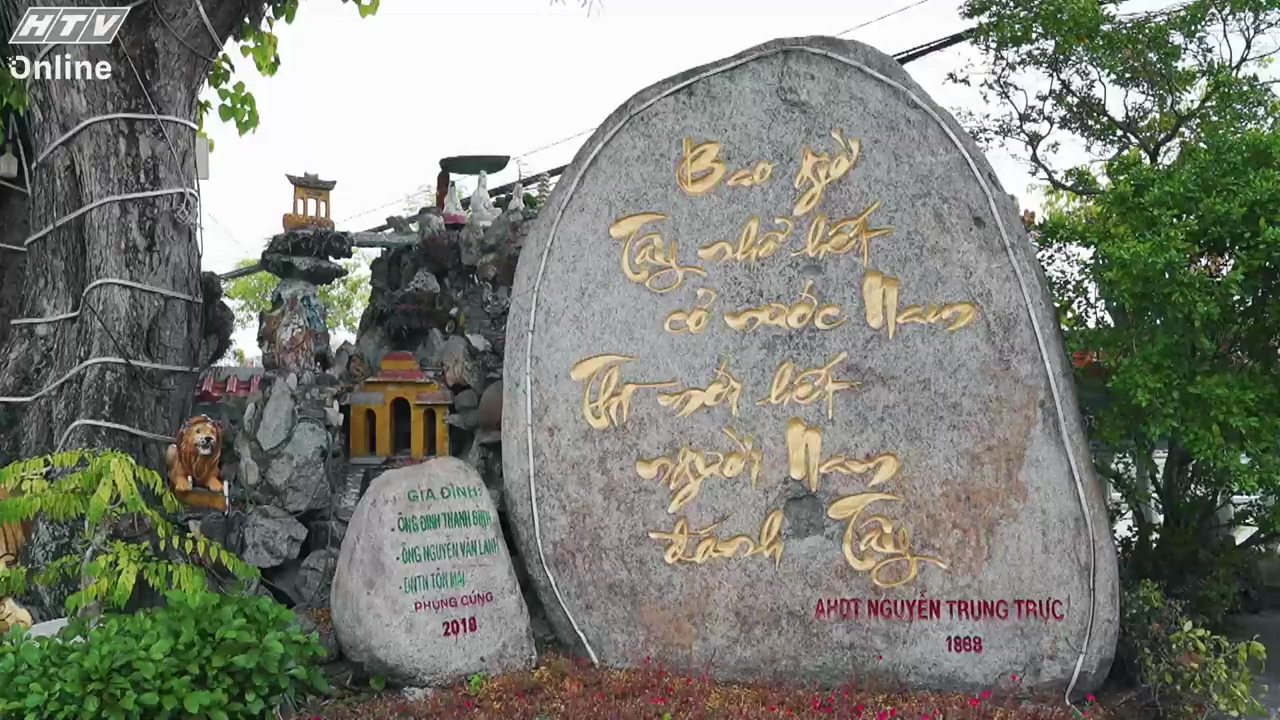 HTV
Online
Bao giờ
Tây nhổ hết
cỏ nước Nam
Thì mới hết
người Nam
đánh Tây
AHDT NGUYỄN TRUNG TRỰC
1868
GIA ĐÌNH:
- ÔNG ĐINH THANH BÌNH
- ÔNG NGUYỄN VĂN LÀNH
- DNTN TÔN MAI
PHỤNG CÚNG
2010